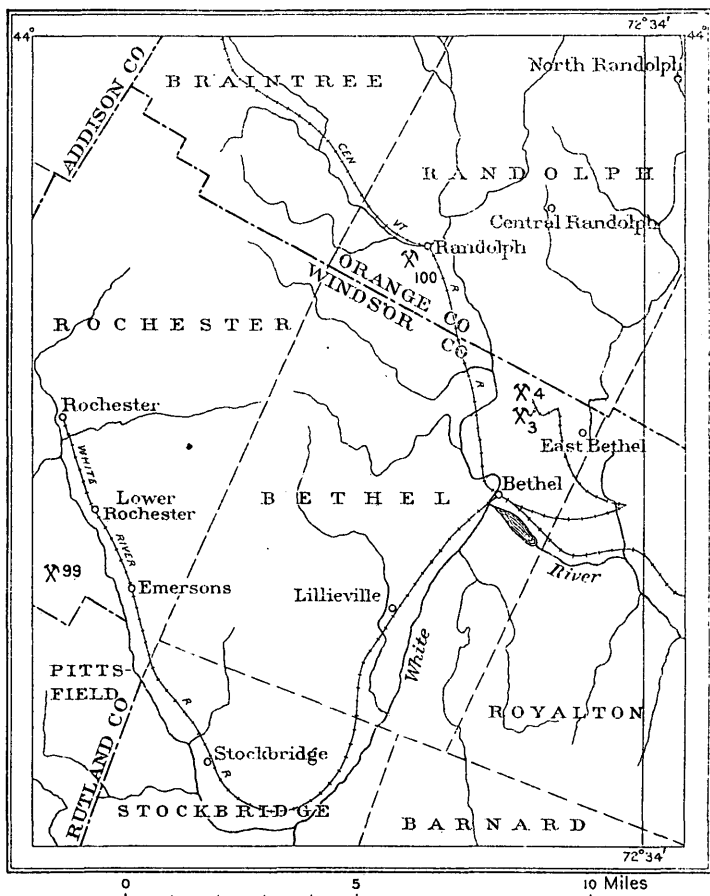 44°
72°34'
44°
North Randolph
BRAINTREE
ADDISON CO
CEN
VT
RANDOLPH
Central Randolph
Randolph
100
R
ORANGE CO
WINDSOR CO
ROCHESTER
R
4
3
Rochester
East Bethel
WHITE
Bethel
BETHEL
Lower
Rochester
RIVER
River
99
Emersons
Lillieville
White
PITTS-
FIELD
R
ROYALTON
RUTLAND CO
Stockbridge
R
STOCKBRIDGE
BARNARD
72°34'
0 5 10 Miles